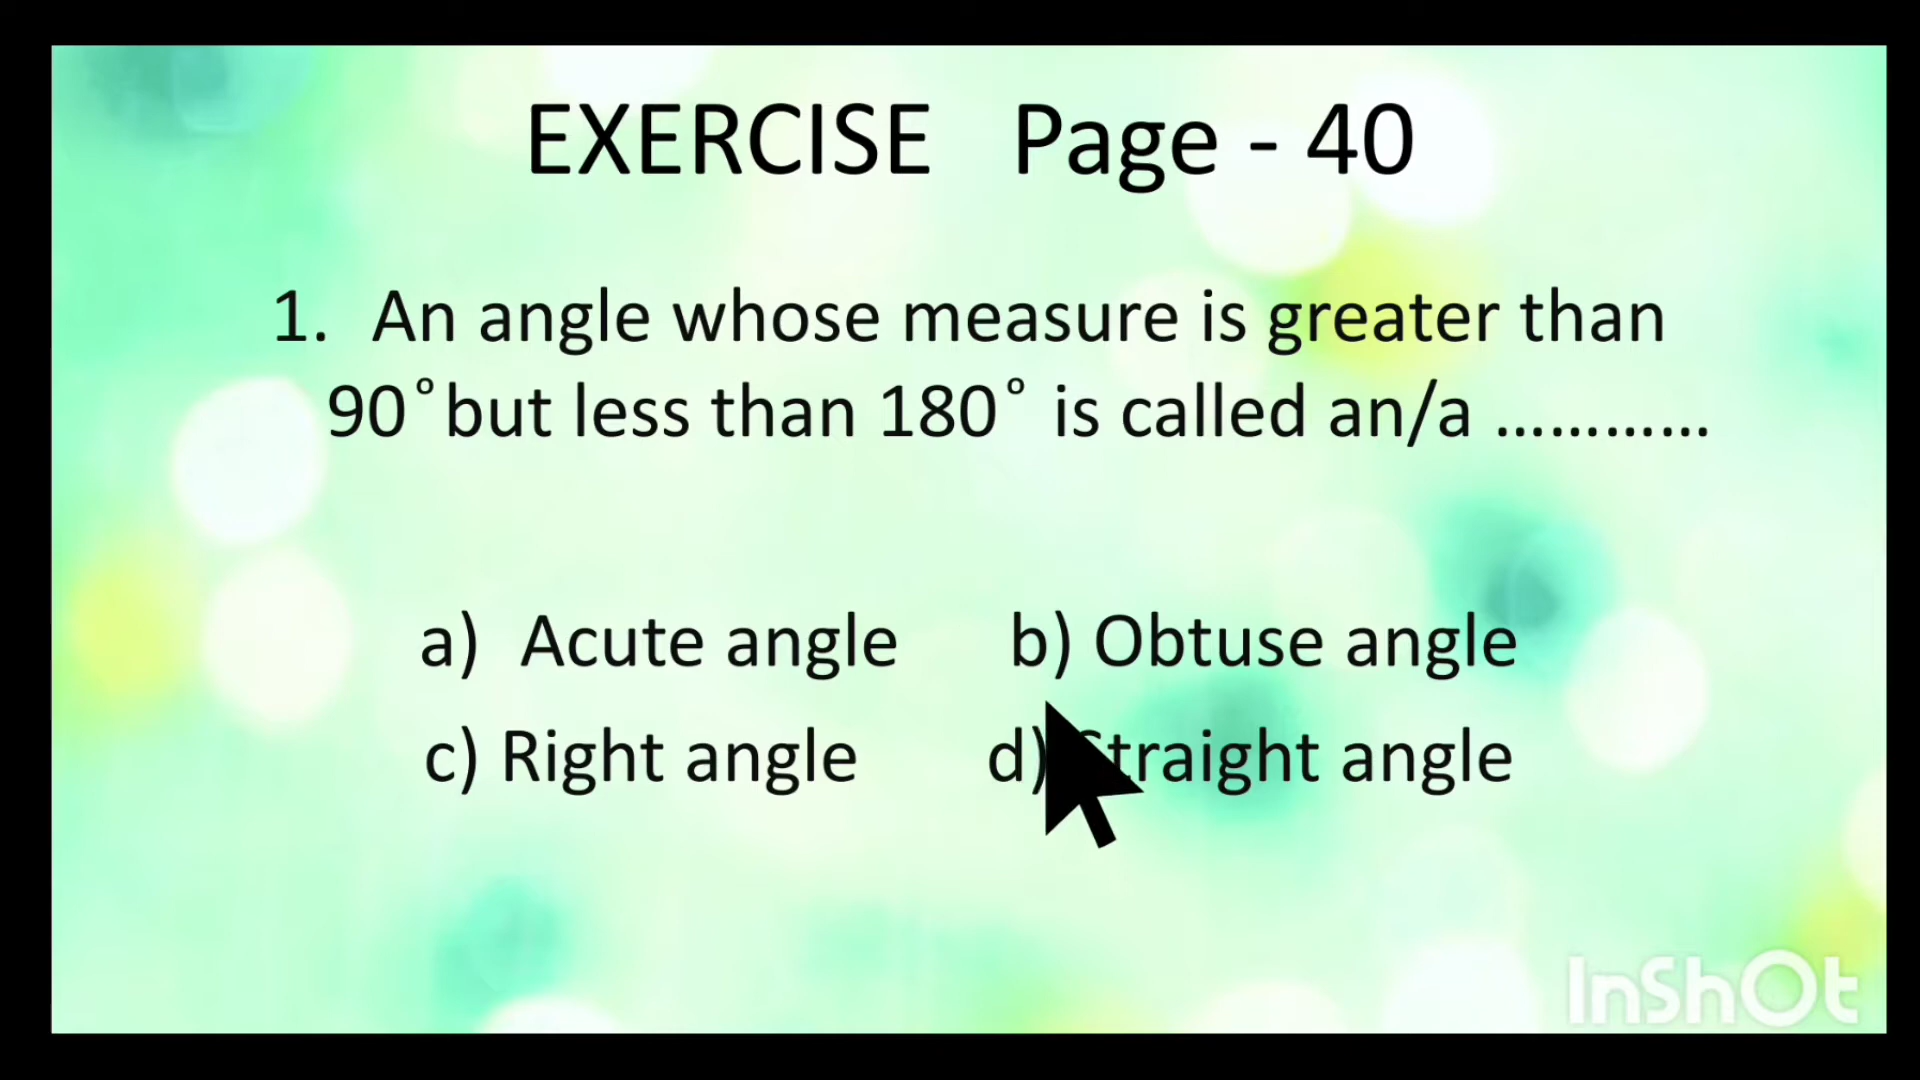 EXERCISE Page - 40
1. An angle whose measure is greater than
90° but less than 180° is called an/a ............
a) Acute angle b) Obtuse angle
c) Right angle d) Straight angle
InShOt